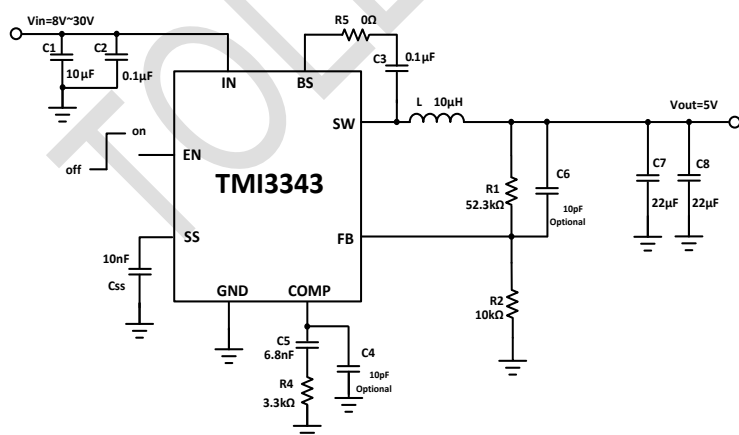 R5 0Ω
Vin=8V~30V
C1
C2
C3
0.1µF
10µF
0.1µF
IN
BS
L 10µH
Vout=5V
SW
on
off
EN
TMI3343
R1
52.3kΩ
C6
10pF
Optional
C7
22µF
C8
22µF
SS
FB
10nF
Css
GND
COMP
R2
10kΩ
C5
6.8nF
C4
10pF
Optional
R4
3.3kΩ